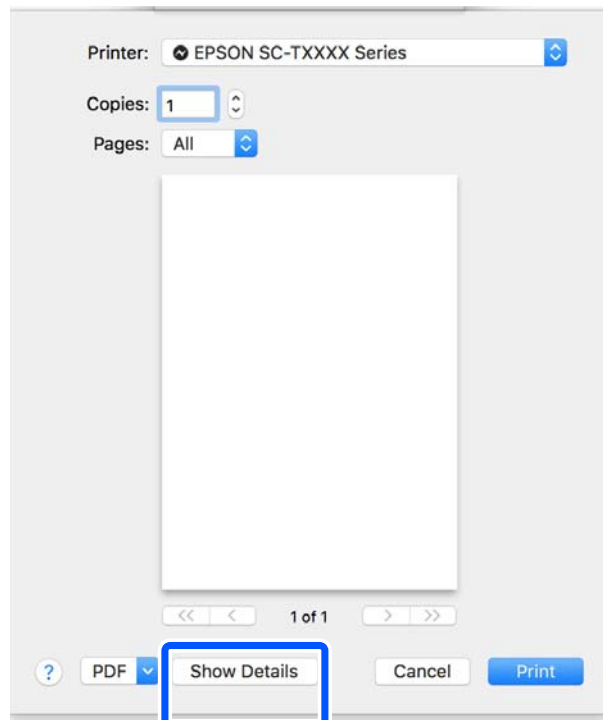 Printer: EPSON SC-TXXXX Series
Copies: 1
Pages: All
<< < 1 of 1 > >>
? PDF Show Details Cancel Print